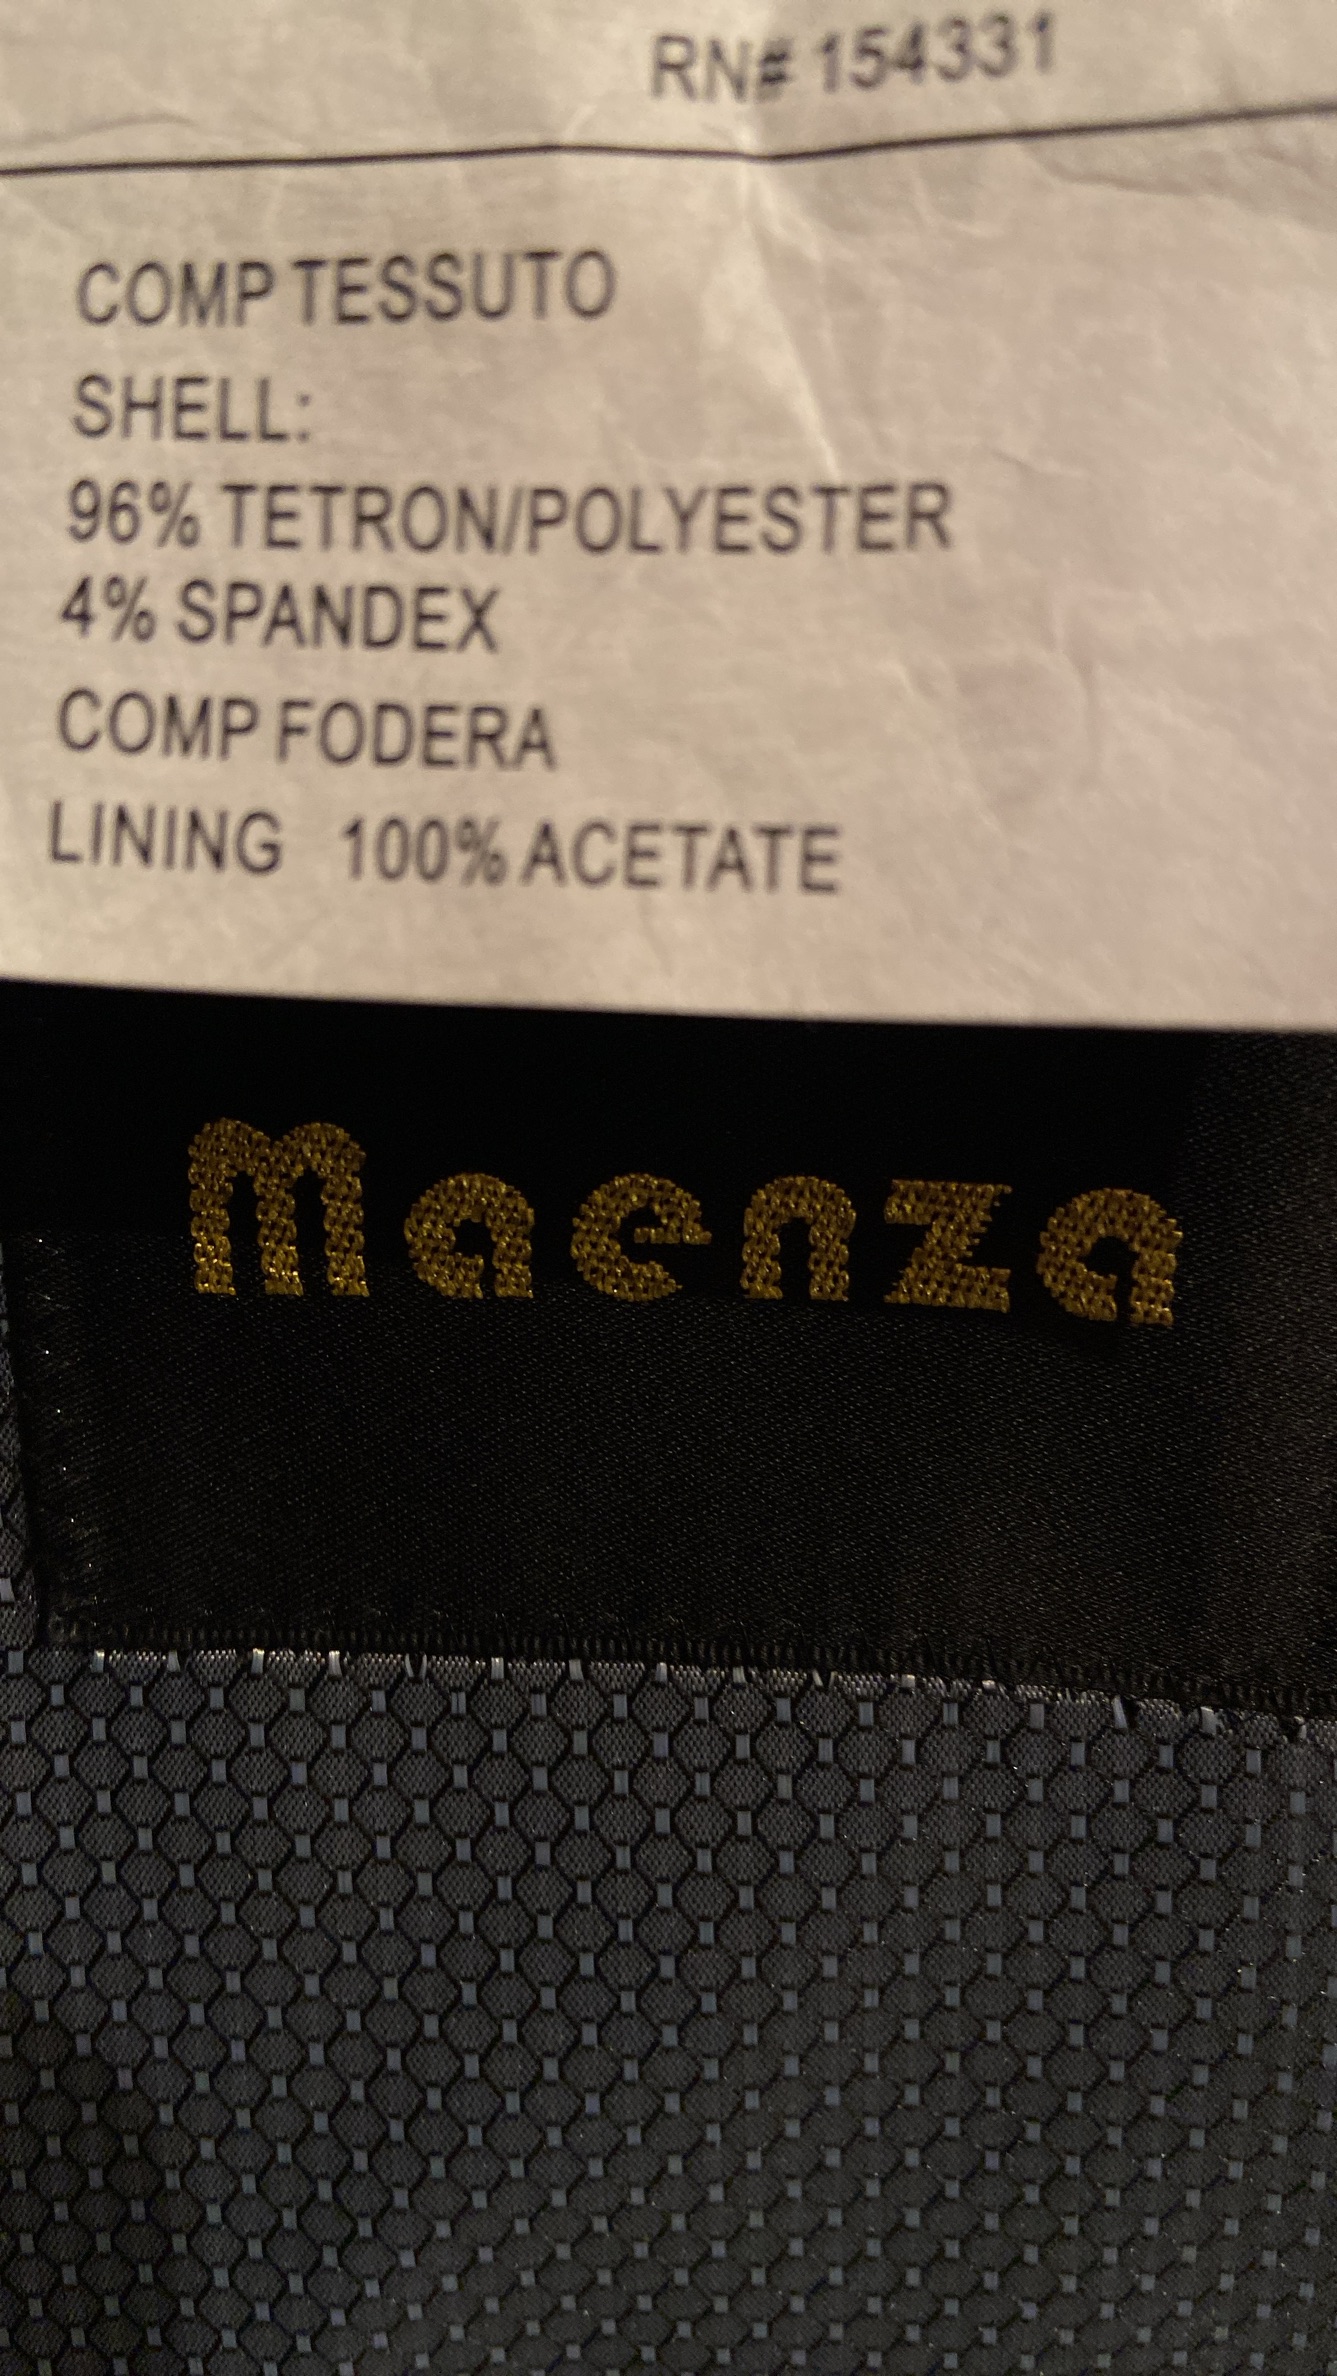 RN# 154331
COMP TESSUTO
SHELL:
96% TETRON/POLYESTER
4% SPANDEX
COMP FODERA
LINING 100% ACETATE
Maenza